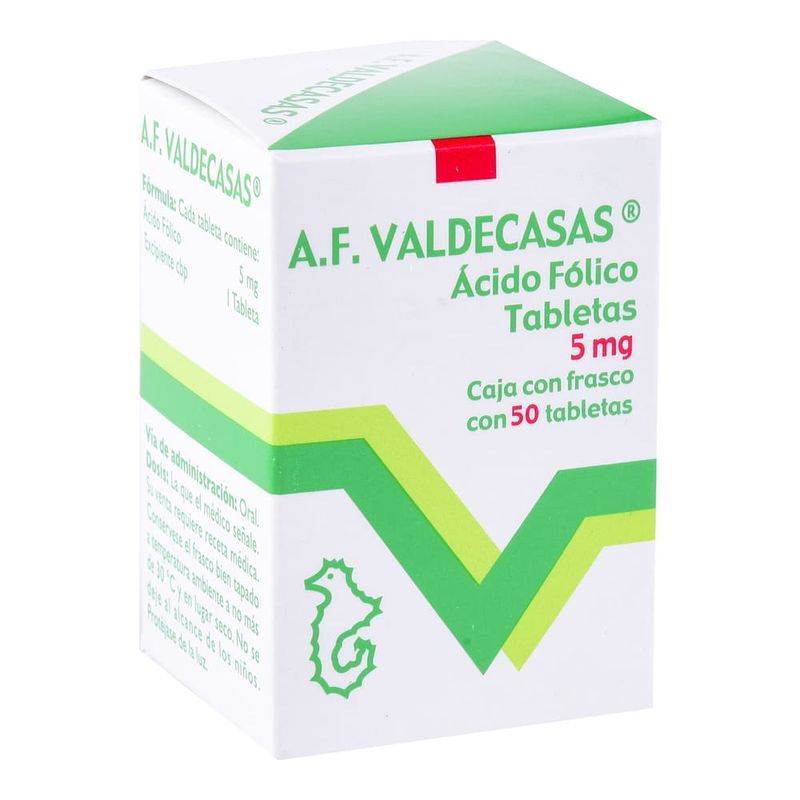 A.F. VALDECASAS®
A.F. VALDECASAS®
Fórmula: Cada tableta contiene:
Ácido Fólico 5 mg
Excipiente cbp 1 Tableta
Vía de administración: Oral.
Dosis: La que el médico señale.
Su venta requiere receta médica.
Consérvese el frasco bien tapado
a temperatura ambiente a no más
de 30 °C y en lugar seco. No se
deje al alcance de los niños.
Protéjase de la luz.
A.F. VALDECASAS®
Ácido Fólico
Tabletas
5 mg
Caja con frasco
con 50 tabletas